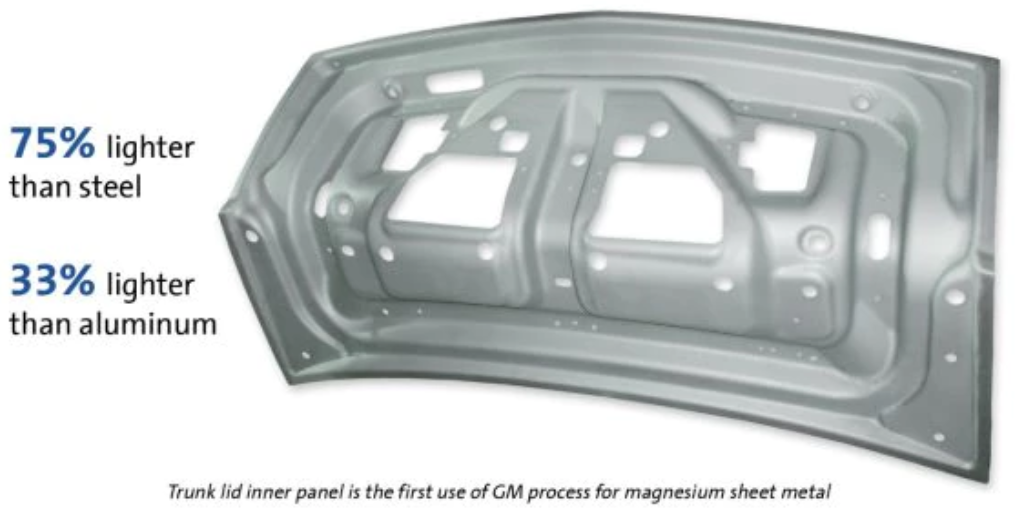 75% lighter
than steel
33% lighter
than aluminum
Trunk lid inner panel is the first use of GM process for magnesium sheet metal